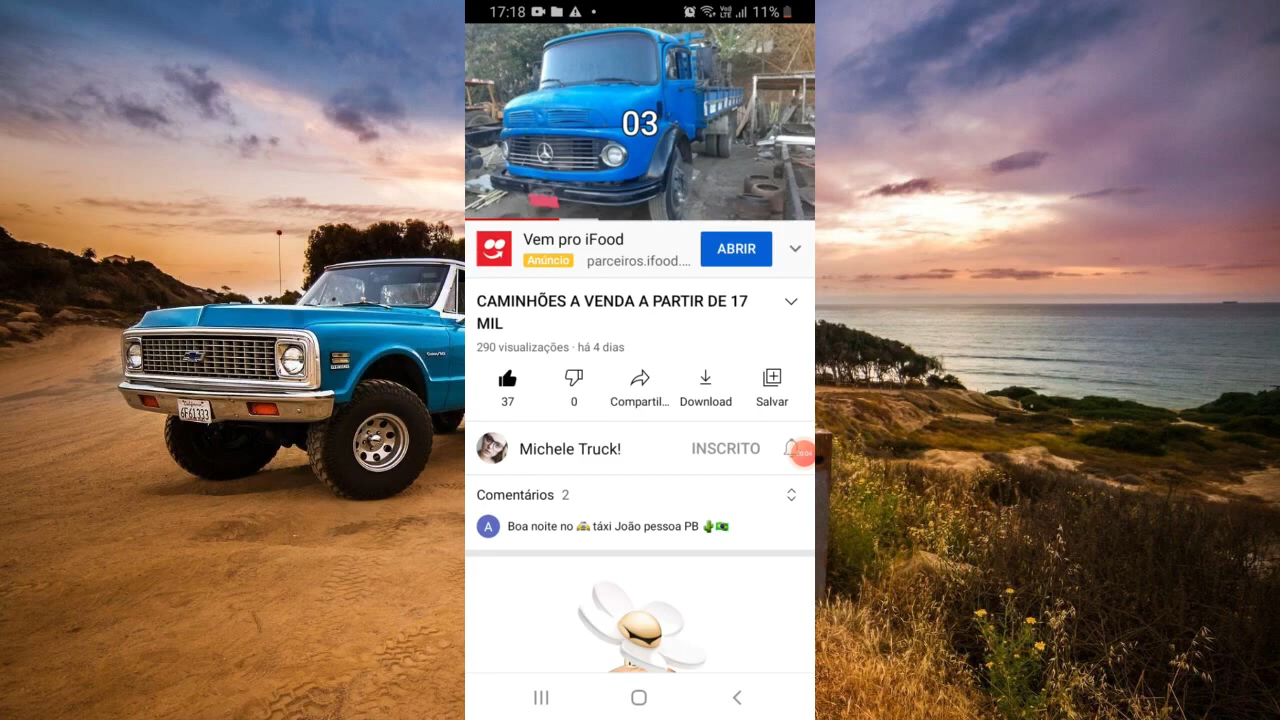 17:18
VoLTE
11%
03
Vem pro iFood
Anúncio
parceiros.ifood....
ABRIR
CAMINHÕES A VENDA A PARTIR DE 17
MIL
290 visualizações · há 4 dias
37
0
Compartil...
Download
Salvar
Michele Truck!
INSCRITO
Comentários 2
A
Boa noite no 🚖 táxi João pessoa PB 🌵🇧🇷